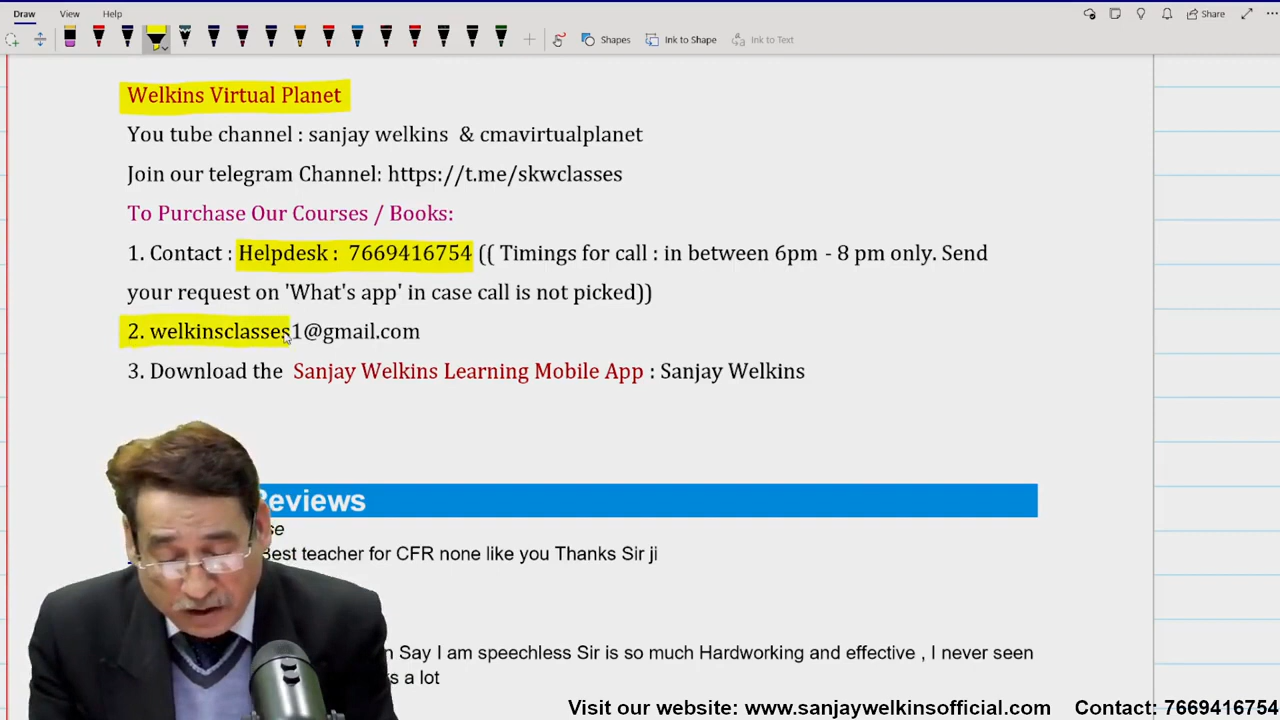 Draw View Help Share
Shapes Ink to Shape Ink to Text
Welkins Virtual Planet
You tube channel : sanjay welkins & cmavirtualplanet
Join our telegram Channel: https://t.me/skwclasses
To Purchase Our Courses / Books:
1. Contact : Helpdesk : 7669416754 (( Timings for call : in between 6pm - 8 pm only. Send
your request on 'What's app' in case call is not picked))
2. welkinsclasses1@gmail.com
3. Download the Sanjay Welkins Learning Mobile App : Sanjay Welkins
Reviews
Best teacher for CFR none like you Thanks Sir ji
Say I am speechless Sir is so much Hardworking and effective , I never seen
a lot
Visit our website: www.sanjaywelkinsofficial.com Contact: 7669416754